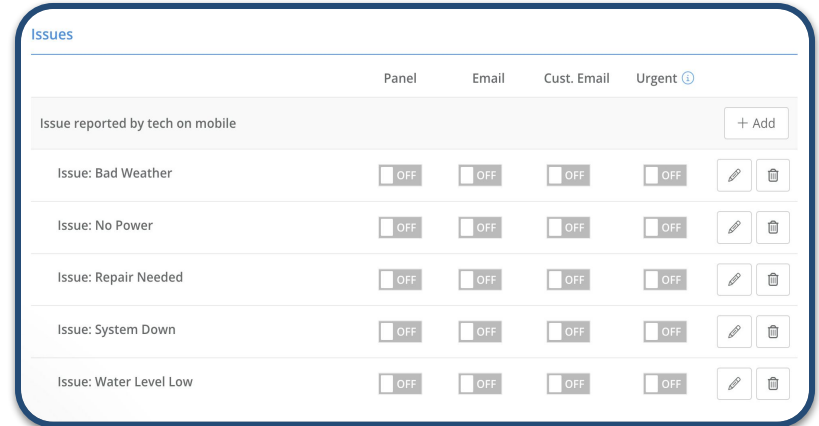 Issues
Panel Email Cust. Email Urgent
Issue reported by tech on mobile + Add
Issue: Bad Weather OFF OFF OFF OFF
Issue: No Power OFF OFF OFF OFF
Issue: Repair Needed OFF OFF OFF OFF
Issue: System Down OFF OFF OFF OFF
Issue: Water Level Low OFF OFF OFF OFF